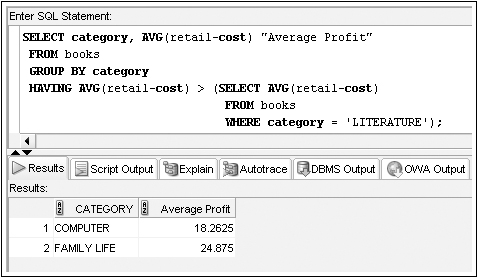 Enter SQL Statement:
SELECT category, AVG(retail-cost) "Average Profit"
FROM books
GROUP BY category
HAVING AVG(retail-cost) > (SELECT AVG(retail-cost)
FROM books
WHERE category = 'LITERATURE');
Results Script Output Explain Autotrace DBMS Output OWA Output
Results:
CATEGORY Average Profit
1 COMPUTER 18.2625
2 FAMILY LIFE 24.875